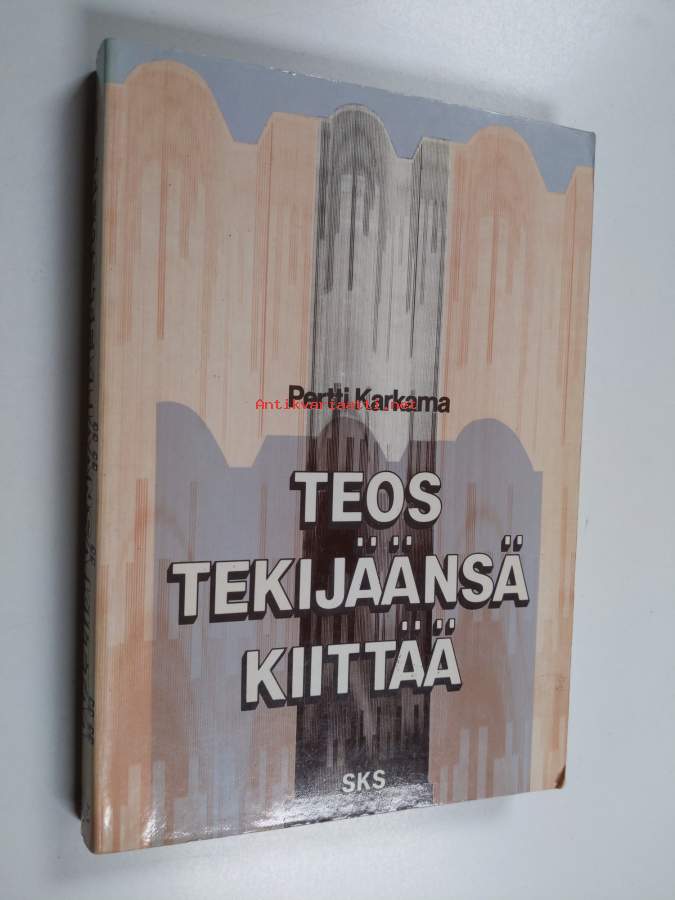 Pertti Karkama
Antikvariaatti.net
TEOS
TEKIJÄÄNSÄ
KIITTÄÄ
SKS